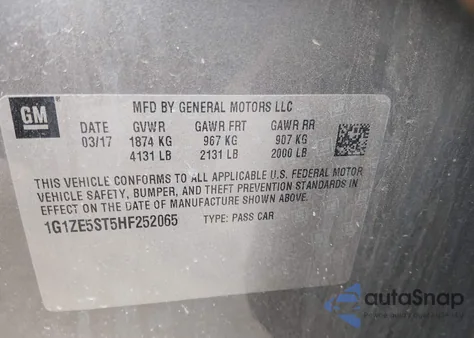 GM
MFD BY GENERAL MOTORS LLC
DATE GVWR GAWR FRT GAWR RR
03/17 1874 KG 967 KG 907 KG
4131 LB 2131 LB 2000 LB
THIS VEHICLE CONFORMS TO ALL APPLICABLE U.S. FEDERAL MOTOR
VEHICLE SAFETY, BUMPER, AND THEFT PREVENTION STANDARDS IN
EFFECT ON THE DATE OF MANUFACTURE SHOWN ABOVE.
1G1ZE5ST5HF252065 TYPE: PASS CAR
autoSnap